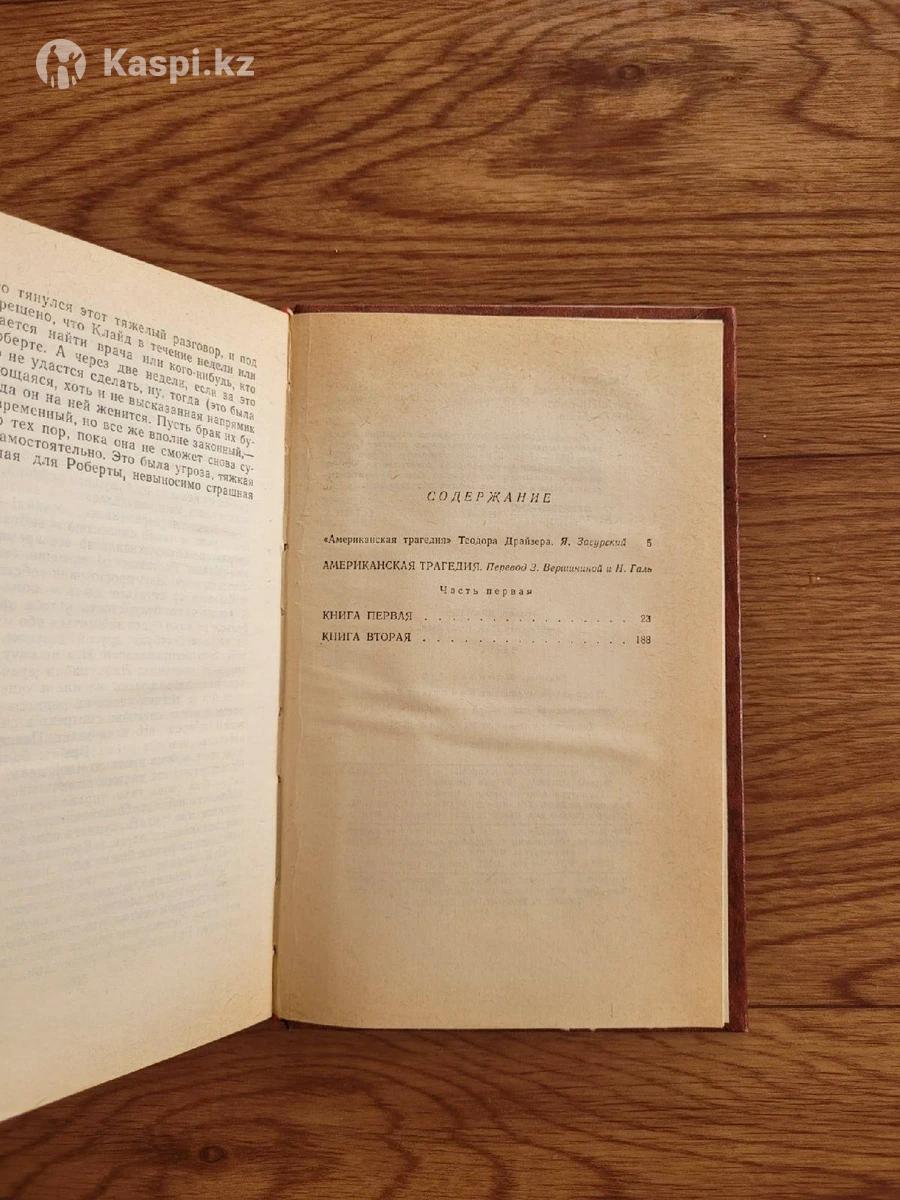 Kaspi.kz
о тянулся этот тяжелый разговор, и под
решено, что Клайд в течение недели или
ается найти врача или кого-нибудь, кто
оберте. А через две недели, если за это
о не удастся сделать, ну, тогда (это была
ющаяся, хоть и не высказанная напрямик
да он на ней женится. Пусть брак их бу-
временный, но все же вполне законный,—
о тех пор, пока она не сможет снова су-
амостоятельно. Это была угроза, тяжкая
ная для Роберты, невыносимо страшная
СОДЕРЖАНИЕ
«Американская трагедия» Теодора Драйзера. Я. Засурский 5
АМЕРИКАНСКАЯ ТРАГЕДИЯ. Перевод З. Вершининой и Н. Галь
Часть первая
КНИГА ПЕРВАЯ . . . . . . . . . . . . . . . . 23
КНИГА ВТОРАЯ . . . . . . . . . . . . . . . . 188